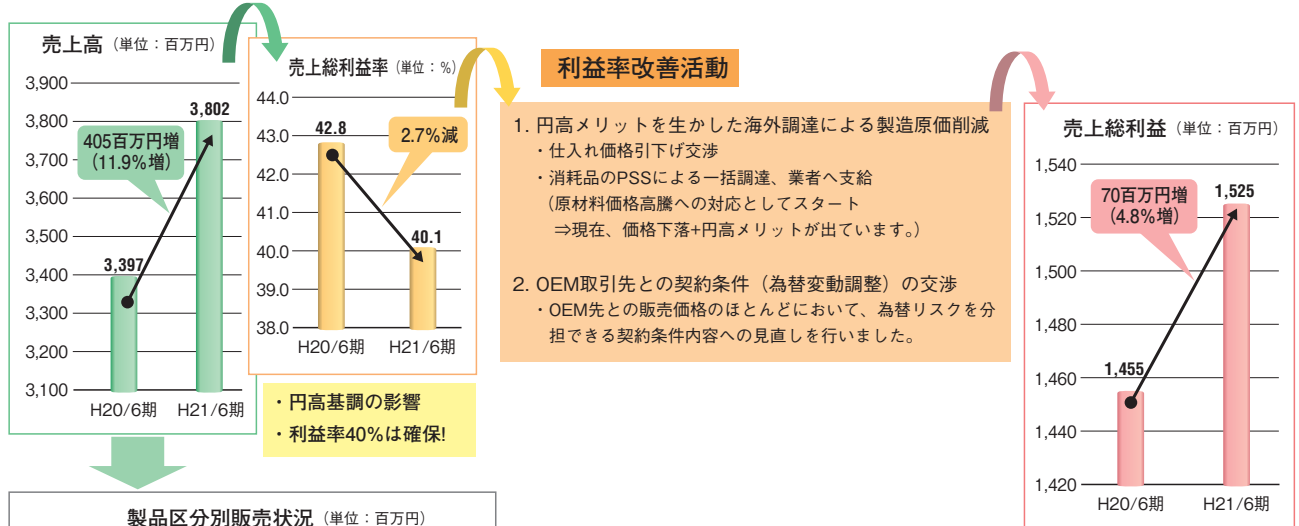 売上高（単位：百万円）
3,900
3,800
3,700
3,600
3,500
3,400
3,300
3,200
3,100
3,802
405百万円増
（11.9%増）
3,397
H20/6期
H21/6期
売上総利益率（単位：%）
44.0
43.0
42.0
41.0
40.0
39.0
38.0
42.8
2.7%減
40.1
H20/6期
H21/6期
・円高基調の影響
・利益率40%は確保!
利益率改善活動
1. 円高メリットを生かした海外調達による製造原価削減
・仕入れ価格引下げ交渉
・消耗品のPSSによる一括調達、業者へ支給
（原材料価格高騰への対応としてスタート
⇒現在、価格下落+円高メリットが出ています。）
2. OEM取引先との契約条件（為替変動調整）の交渉
・OEM先との販売価格のほとんどにおいて、為替リスクを分
担できる契約条件内容への見直しを行いました。
売上総利益（単位：百万円）
1,540
1,520
1,500
1,480
1,460
1,440
1,420
1,525
70百万円増
（4.8%増）
1,455
H20/6期
H21/6期
製品区分別販売状況（単位：百万円）